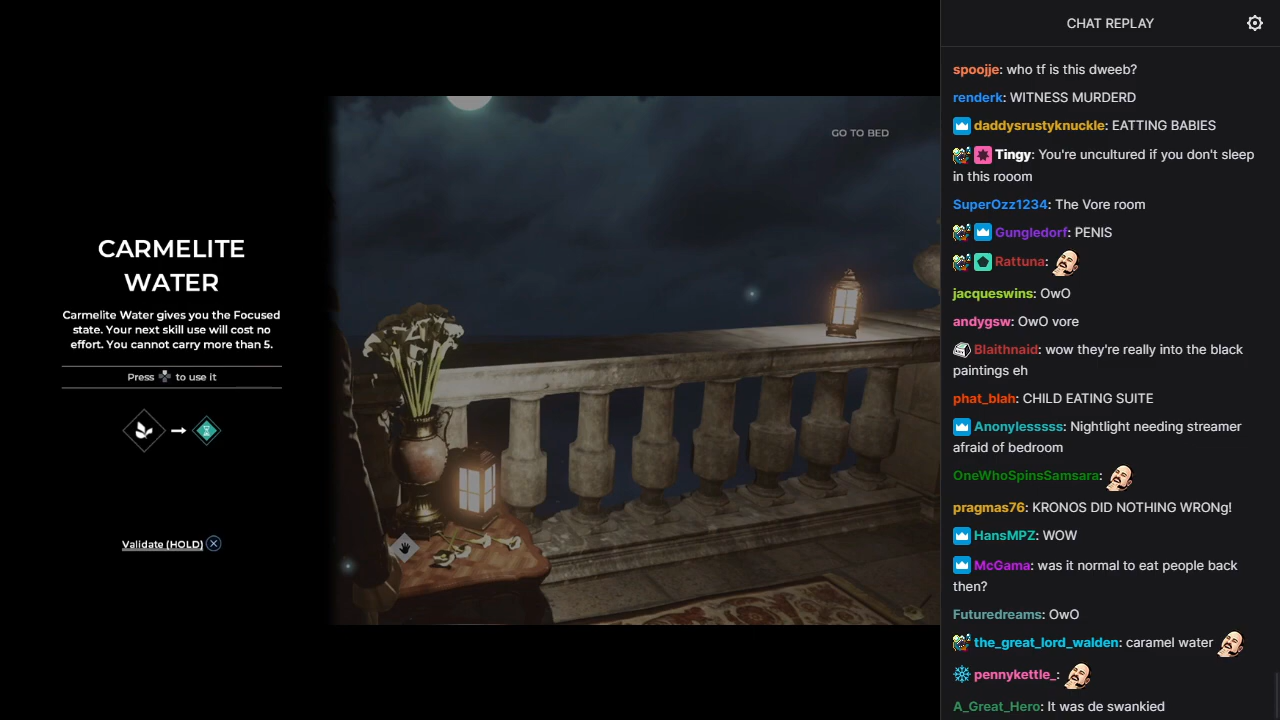 CHAT REPLAY
GO TO BED
CARMELITE
WATER
Carmelite Water gives you the Focused
state. Your next skill use will cost no
effort. You cannot carry more than 5.
Press to use it
Validate (HOLD)
spoojje: who tf is this dweeb?
renderk: WITNESS MURDERD
daddysrustyknuckle: EATTING BABIES
Tingy: You're uncultured if you don't sleep
in this rooom
SuperOzz1234: The Vore room
Gungledorf: PENIS
Rattuna:
jacqueswins: OwO
andygsw: OwO vore
Blaithnaid: wow they're really into the black
paintings eh
phat_blah: CHILD EATING SUITE
Anonylesssss: Nightlight needing streamer
afraid of bedroom
OneWhoSpinsSamsara:
pragmas76: KRONOS DID NOTHING WRONg!
HansMPZ: WOW
McGama: was it normal to eat people back
then?
Futuredreams: OwO
the_great_lord_walden: caramel water
pennykettle_:
A_Great_Hero: It was de swankied